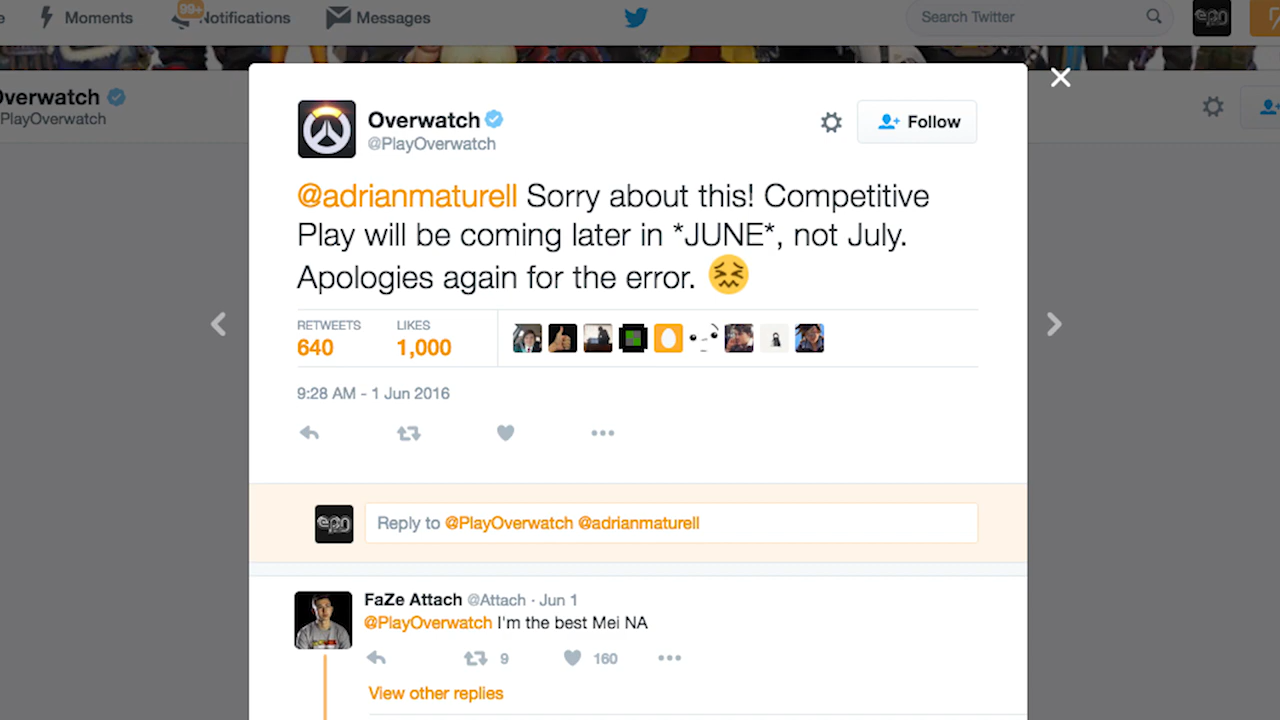 Moments
99+
Notifications
Messages
Search Twitter
epo
Overwatch
PlayOverwatch
Overwatch
@PlayOverwatch
Follow
@adrianmaturell Sorry about this! Competitive
Play will be coming later in *JUNE*, not July.
Apologies again for the error.
RETWEETS
LIKES
640
1,000
9:28 AM - 1 Jun 2016
epo
Reply to @PlayOverwatch @adrianmaturell
FaZe Attach @Attach · Jun 1
@PlayOverwatch I'm the best Mei NA
9
160
View other replies